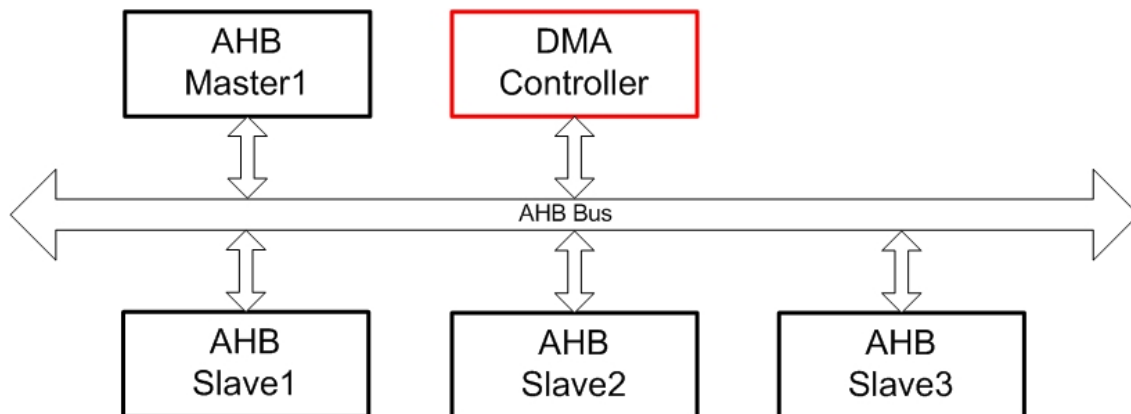 AHB
Master1
DMA
Controller
AHB Bus
AHB
Slave1
AHB
Slave2
AHB
Slave3